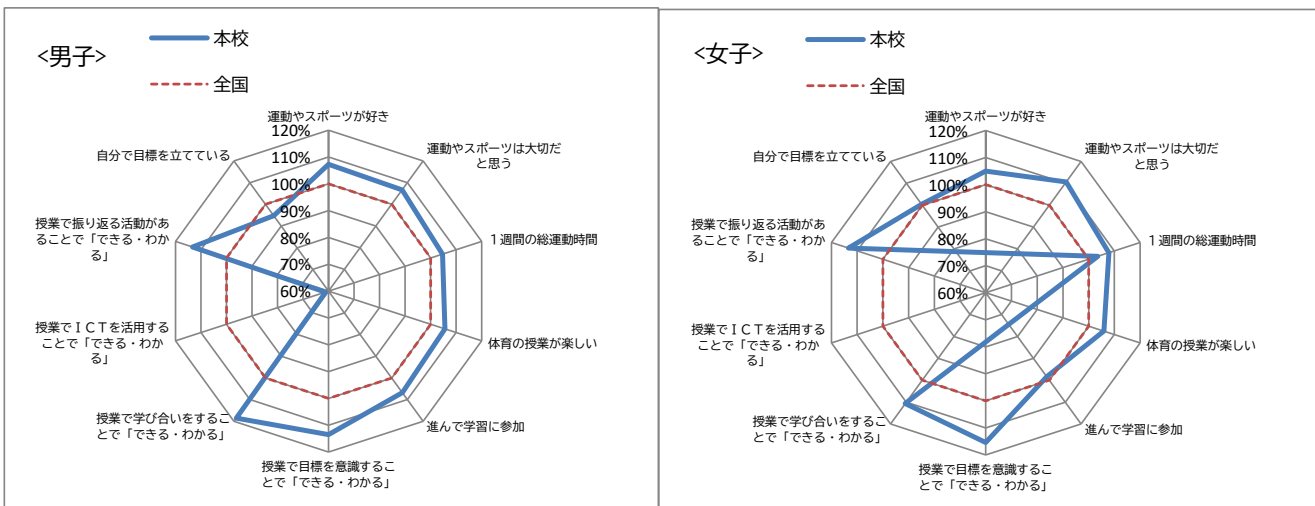 <男子>
本校
全国
運動やスポーツが好き
運動やスポーツは大切だ
と思う
1週間の総運動時間
体育の授業が楽しい
進んで学習に参加
授業で目標を意識するこ
とで「できる・わかる」
授業で学び合いをするこ
とで「できる・わかる」
授業でICTを活用する
ことで「できる・わか
る」
授業で振り返る活動があ
ることで「できる・わか
る」
自分で目標を立てている
120%
110%
100%
90%
80%
70%
60%
<女子>
本校
全国
運動やスポーツが好き
運動やスポーツは大切だ
と思う
1週間の総運動時間
体育の授業が楽しい
進んで学習に参加
授業で目標を意識するこ
とで「できる・わかる」
授業で学び合いをするこ
とで「できる・わかる」
授業でICTを活用する
ことで「できる・わか
る」
授業で振り返る活動があ
ることで「できる・わか
る」
自分で目標を立てている
120%
110%
100%
90%
80%
70%
60%